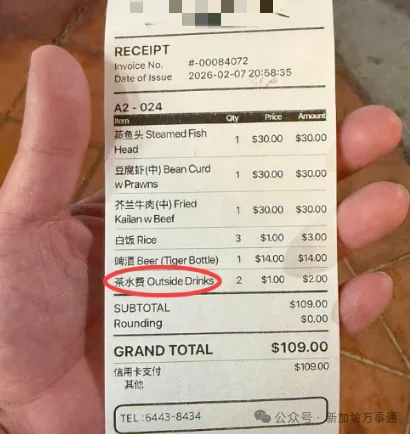 RECEIPT
Invoice No. #-00084072
Date of Issue 2026-02-07 20:58:35
A2 - 024
Item Qty Price Amount
蒸鱼头 Steamed Fish 1 $30.00 $30.00
Head
豆腐虾(中) Bean Curd 1 $30.00 $30.00
w Prawns
芥兰牛肉(中) Fried 1 $30.00 $30.00
Kailan w Beef
白饭 Rice 3 $1.00 $3.00
啤酒 Beer (Tiger Bottle) 1 $14.00 $14.00
茶水费 Outside Drinks 2 $1.00 $2.00
SUBTOTAL $109.00
Rounding $0.00
GRAND TOTAL $109.00
信用卡支付 $109.00
其他
TEL :6443-8434
公众号 · 新加坡万事通